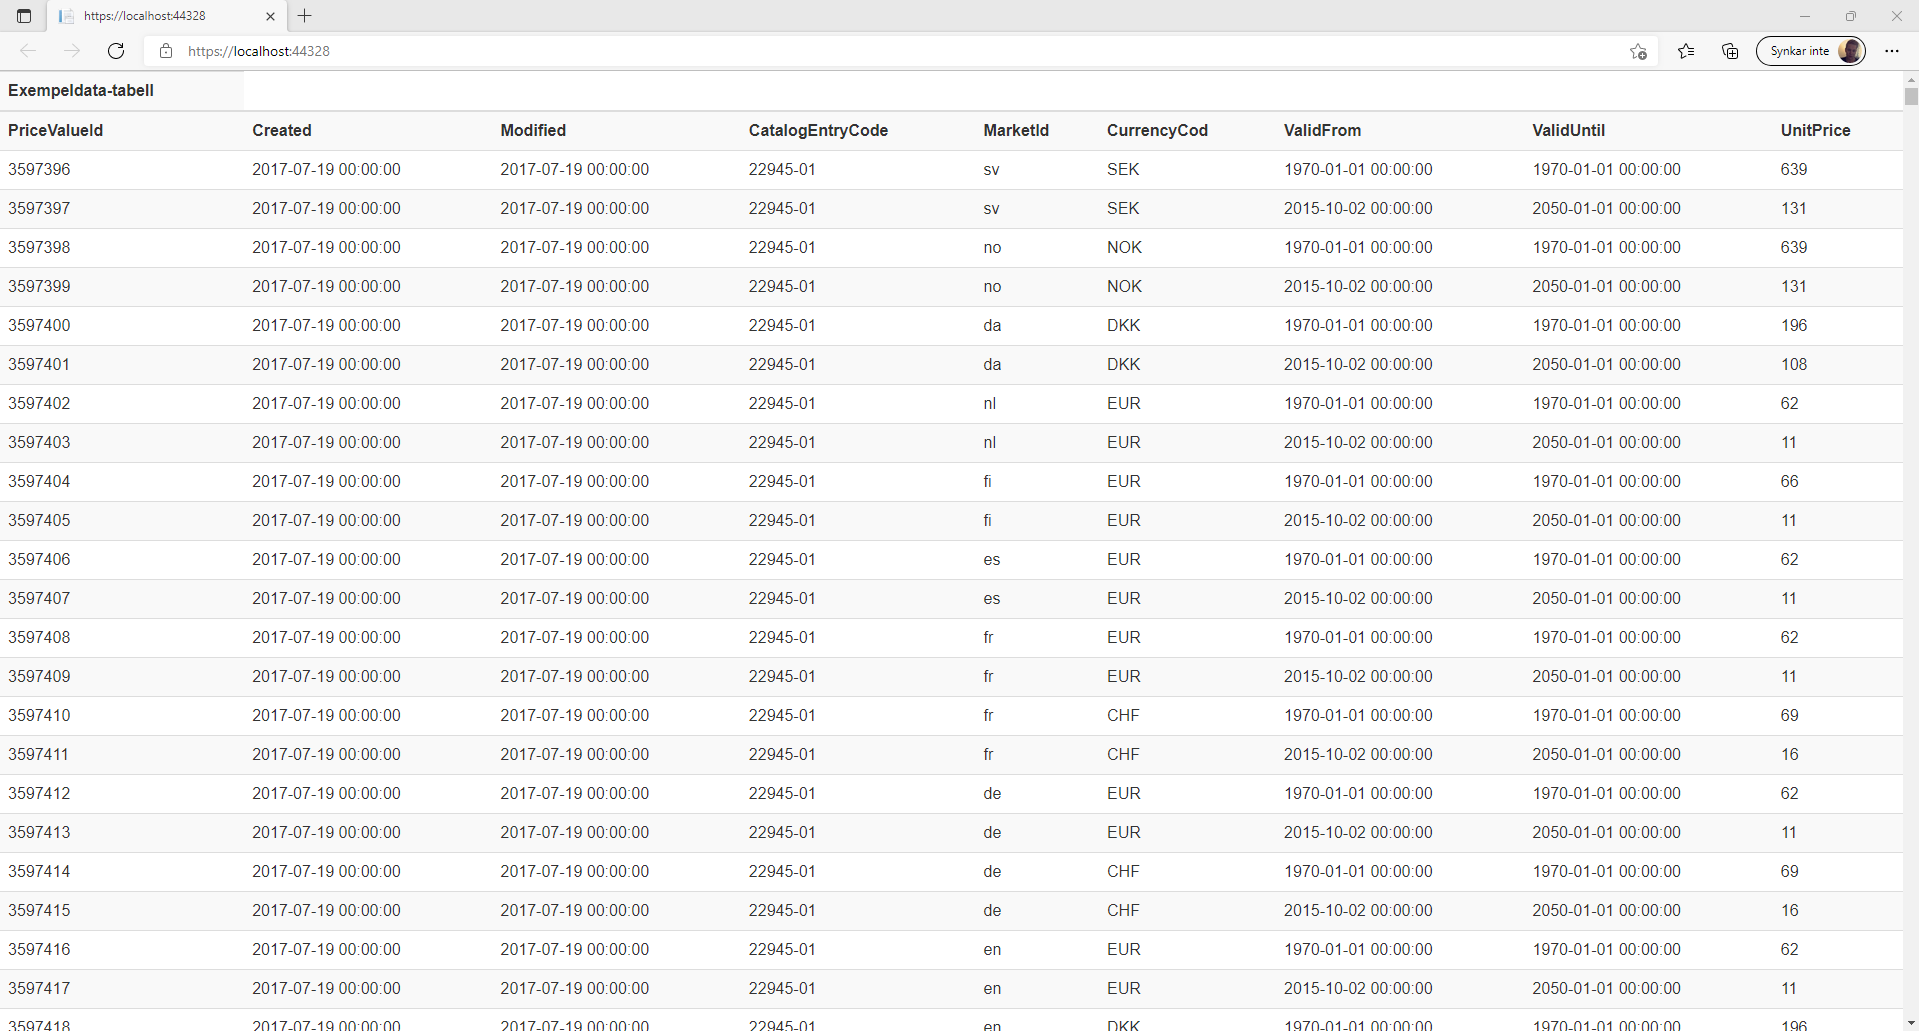 https://localhost:44328
https://localhost:44328
Synkar inte
Exempeldata-tabell
PriceValueId Created Modified CatalogEntryCode MarketId CurrencyCod ValidFrom ValidUntil UnitPrice
3597396 2017-07-19 00:00:00 2017-07-19 00:00:00 22945-01 sv SEK 1970-01-01 00:00:00 1970-01-01 00:00:00 639
3597397 2017-07-19 00:00:00 2017-07-19 00:00:00 22945-01 sv SEK 2015-10-02 00:00:00 2050-01-01 00:00:00 131
3597398 2017-07-19 00:00:00 2017-07-19 00:00:00 22945-01 no NOK 1970-01-01 00:00:00 1970-01-01 00:00:00 639
3597399 2017-07-19 00:00:00 2017-07-19 00:00:00 22945-01 no NOK 2015-10-02 00:00:00 2050-01-01 00:00:00 131
3597400 2017-07-19 00:00:00 2017-07-19 00:00:00 22945-01 da DKK 1970-01-01 00:00:00 1970-01-01 00:00:00 196
3597401 2017-07-19 00:00:00 2017-07-19 00:00:00 22945-01 da DKK 2015-10-02 00:00:00 2050-01-01 00:00:00 108
3597402 2017-07-19 00:00:00 2017-07-19 00:00:00 22945-01 nl EUR 1970-01-01 00:00:00 1970-01-01 00:00:00 62
3597403 2017-07-19 00:00:00 2017-07-19 00:00:00 22945-01 nl EUR 2015-10-02 00:00:00 2050-01-01 00:00:00 11
3597404 2017-07-19 00:00:00 2017-07-19 00:00:00 22945-01 fi EUR 1970-01-01 00:00:00 1970-01-01 00:00:00 66
3597405 2017-07-19 00:00:00 2017-07-19 00:00:00 22945-01 fi EUR 2015-10-02 00:00:00 2050-01-01 00:00:00 11
3597406 2017-07-19 00:00:00 2017-07-19 00:00:00 22945-01 es EUR 1970-01-01 00:00:00 1970-01-01 00:00:00 62
3597407 2017-07-19 00:00:00 2017-07-19 00:00:00 22945-01 es EUR 2015-10-02 00:00:00 2050-01-01 00:00:00 11
3597408 2017-07-19 00:00:00 2017-07-19 00:00:00 22945-01 fr EUR 1970-01-01 00:00:00 1970-01-01 00:00:00 62
3597409 2017-07-19 00:00:00 2017-07-19 00:00:00 22945-01 fr EUR 2015-10-02 00:00:00 2050-01-01 00:00:00 11
3597410 2017-07-19 00:00:00 2017-07-19 00:00:00 22945-01 fr CHF 1970-01-01 00:00:00 1970-01-01 00:00:00 69
3597411 2017-07-19 00:00:00 2017-07-19 00:00:00 22945-01 fr CHF 2015-10-02 00:00:00 2050-01-01 00:00:00 16
3597412 2017-07-19 00:00:00 2017-07-19 00:00:00 22945-01 de EUR 1970-01-01 00:00:00 1970-01-01 00:00:00 62
3597413 2017-07-19 00:00:00 2017-07-19 00:00:00 22945-01 de EUR 2015-10-02 00:00:00 2050-01-01 00:00:00 11
3597414 2017-07-19 00:00:00 2017-07-19 00:00:00 22945-01 de CHF 1970-01-01 00:00:00 1970-01-01 00:00:00 69
3597415 2017-07-19 00:00:00 2017-07-19 00:00:00 22945-01 de CHF 2015-10-02 00:00:00 2050-01-01 00:00:00 16
3597416 2017-07-19 00:00:00 2017-07-19 00:00:00 22945-01 en EUR 1970-01-01 00:00:00 1970-01-01 00:00:00 62
3597417 2017-07-19 00:00:00 2017-07-19 00:00:00 22945-01 en EUR 2015-10-02 00:00:00 2050-01-01 00:00:00 11
3597418 2017-07-19 00:00:00 2017-07-19 00:00:00 22945-01 en DKK 1970-01-01 00:00:00 1970-01-01 00:00:00 196